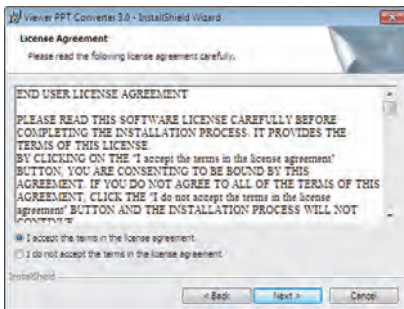 Viewer PPT Converter 3.0 - InstallShield Wizard
License Agreement
Please read the following license agreement carefully.
END USER LICENSE AGREEMENT
PLEASE READ THIS SOFTWARE LICENSE CAREFULLY BEFORE
COMPLETING THE INSTALLATION PROCESS. IT PROVIDES THE
TERMS OF THIS LICENSE.
BY CLICKING ON THE "I accept the terms in the license agreement"
BUTTON, YOU ARE CONSENTING TO BE BOUND BY THIS
AGREEMENT. IF YOU DO NOT AGREE TO ALL OF THE TERMS OF THIS
AGREEMENT, CLICK THE "I do not accept the terms in the license
agreement" BUTTON AND THE INSTALLATION PROCESS WILL NOT
CONTINUE
I accept the terms in the license agreement
I do not accept the terms in the license agreement
InstallShield
< Back Next > Cancel